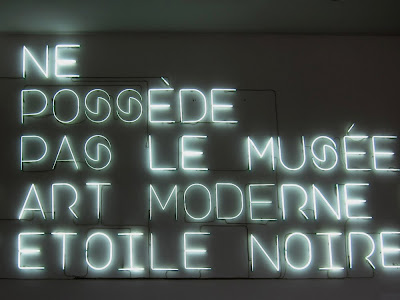 NE
POSSÈDE
PAS LE MUSÉE
ART MODERNE
ETOILE NOIRE